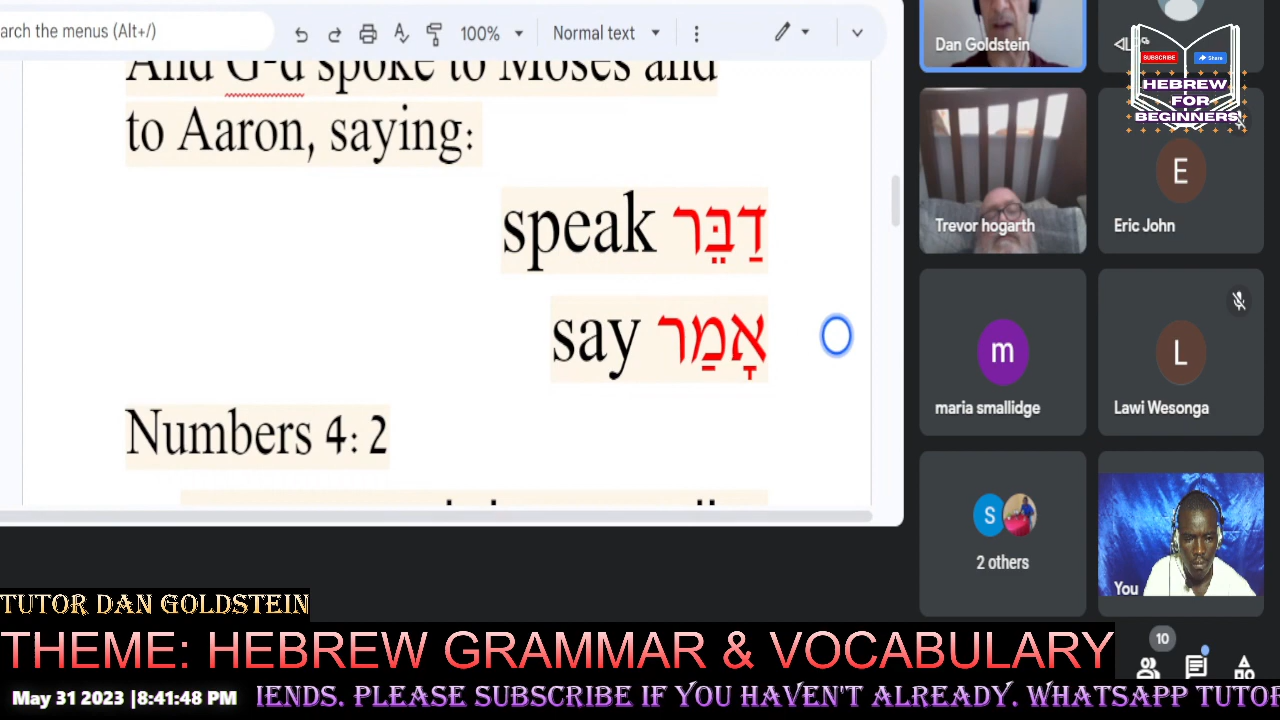 arch the menus (Alt+/)
100%
Normal text
And G-d spoke to Moses and
to Aaron, saying:
speak דַבֵּר
say אָמַר
Numbers 4: 2
Dan Goldstein
SUBSCRIBE
Share
HEBREW
FOR
BEGINNERS
Trevor hogarth
E
Eric John
m
maria smallidge
L
Lawi Wesonga
S
2 others
You
10
TUTOR DAN GOLDSTEIN
THEME: HEBREW GRAMMAR & VOCABULARY
May 31 2023 |8:41:48 PM
IENDS. PLEASE SUBSCRIBE IF YOU HAVEN'T ALREADY. WHATSAPP TUTOR